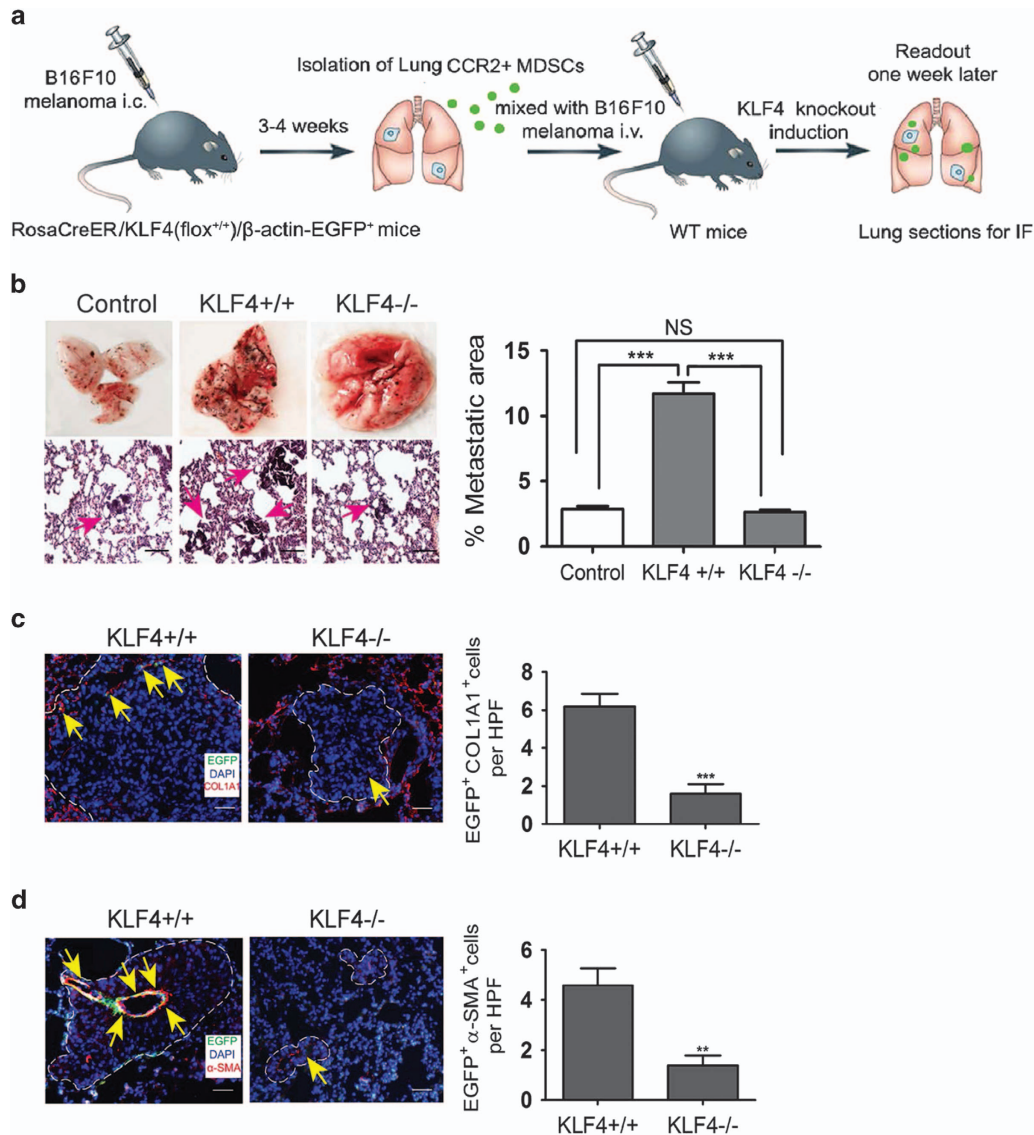 a
B16F10
melanoma i.c.
3-4 weeks
Isolation of Lung CCR2+ MDSCs
mixed with B16F10
melanoma i.v.
KLF4 knockout
induction
Readout
one week later
RosaCreER/KLF4(flox+/+)/β-actin-EGFP+ mice
WT mice
Lung sections for IF
b
Control
KLF4+/+
KLF4-/-
% Metastatic area
15
10
5
0
NS
***
***
Control
KLF4 +/+
KLF4 -/-
c
KLF4+/+
KLF4-/-
EGFP
DAPI
COL1A1
EGFP+COL1A1+cells
per HPF
8
6
4
2
0
***
KLF4+/+
KLF4-/-
d
KLF4+/+
KLF4-/-
EGFP
DAPI
α-SMA
EGFP+α-SMA+cells
per HPF
6
4
2
0
**
KLF4+/+
KLF4-/-